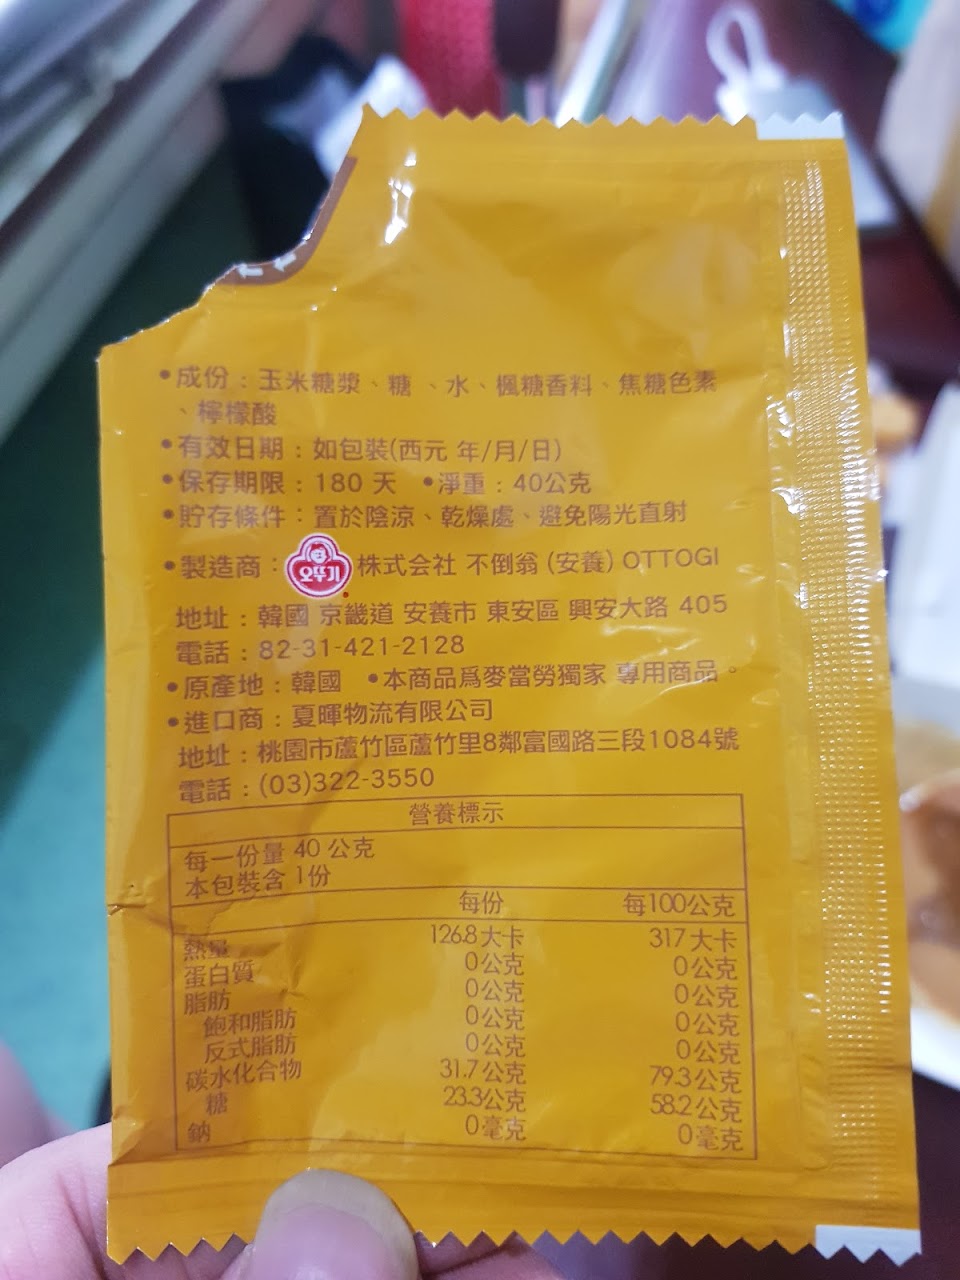 •成份：玉米糖漿、糖 、水、楓糖香料、焦糖色素
、檸檬酸
•有效日期：如包裝(西元 年/月/日)
•保存期限：180 天 •淨重：40公克
•貯存條件：置於陰涼、乾燥處、避免陽光直射
•製造商：오뚜기 株式会社 不倒翁 (安養) OTTOGI
地址：韓國 京畿道 安養市 東安區 興安大路 405
電話：82-31-421-2128
•原產地：韓國 •本商品爲麥當勞獨家 專用商品。
•進口商：夏暉物流有限公司
地址：桃園市蘆竹區蘆竹里8鄰富國路三段1084號
電話：(03)322-3550
營養標示
每一份量 40 公克
本包裝含 1份
每份 每100公克
熱量 126.8大卡 317大卡
蛋白質 0公克 0公克
脂肪 0公克 0公克
飽和脂肪 0公克 0公克
反式脂肪 0公克 0公克
碳水化合物 31.7公克 79.3公克
糖 23.3公克 58.2公克
鈉 0毫克 0毫克